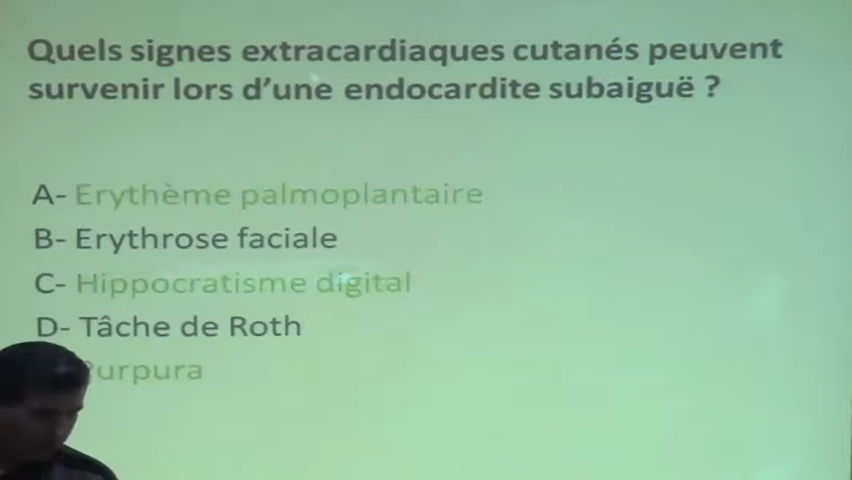 Quels signes extracardiaques cutanés peuvent
survenir lors d'une endocardite subaiguë ?
A- Erythème palmoplantaire
B- Erythrose faciale
C- Hippocratisme digital
D- Tâche de Roth
Purpura